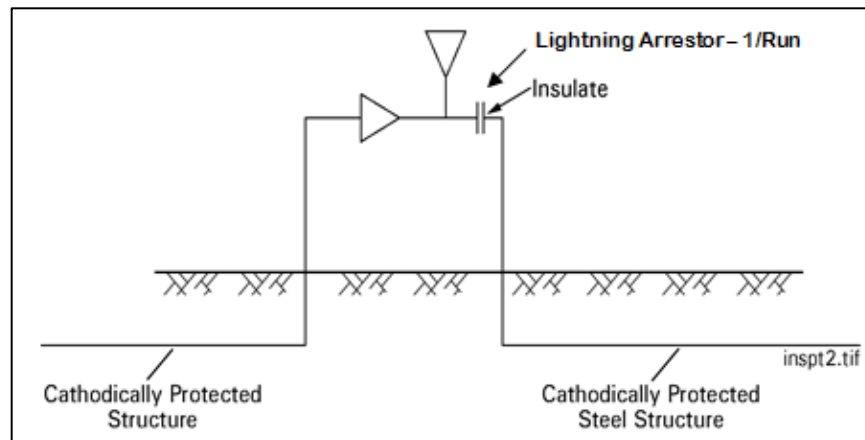 Lightning Arrestor– 1/Run
Insulate
inspt2.tif
Cathodically Protected
Structure
Cathodically Protected
Steel Structure